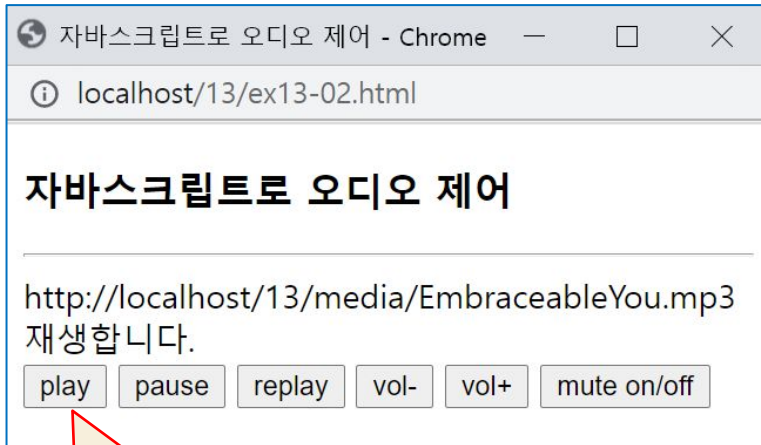 자바스크립트로 오디오 제어 - Chrome
localhost/13/ex13-02.html
자바스크립트로 오디오 제어
http://localhost/13/media/EmbraceableYou.mp3
재생합니다.
play pause replay vol- vol+ mute on/off